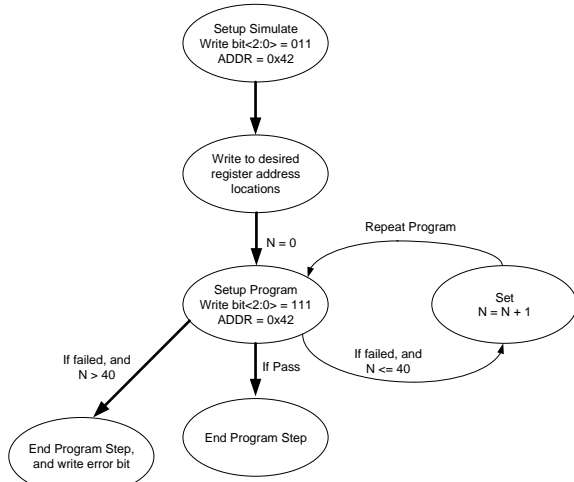 Setup Simulate
Write bit<2:0> = 011
ADDR = 0x42
Write to desired
register address
locations
N = 0
Repeat Program
Setup Program
Write bit<2:0> = 111
ADDR = 0x42
Set
N = N + 1
If failed, and
N > 40
If Pass
If failed, and
N <= 40
End Program Step,
and write error bit
End Program Step